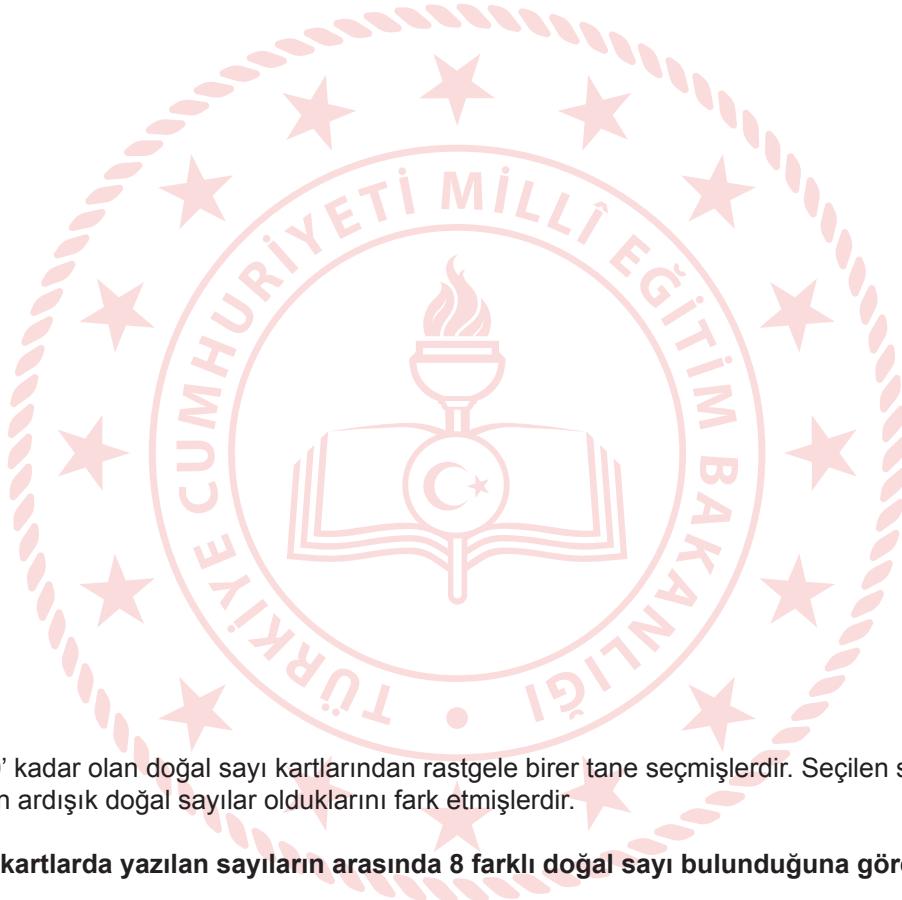 TÜRKİYE CUMHURİYETİ MİLLÎ EĞİTİM BAKANLIĞI
kadar olan doğal sayı kartlarından rastgele birer tane seçmişlerdir. Seçilen
ardışık doğal sayılar olduklarını fark etmişlerdir.
kartlarda yazılan sayıların arasında 8 farklı doğal sayı bulunduğuna